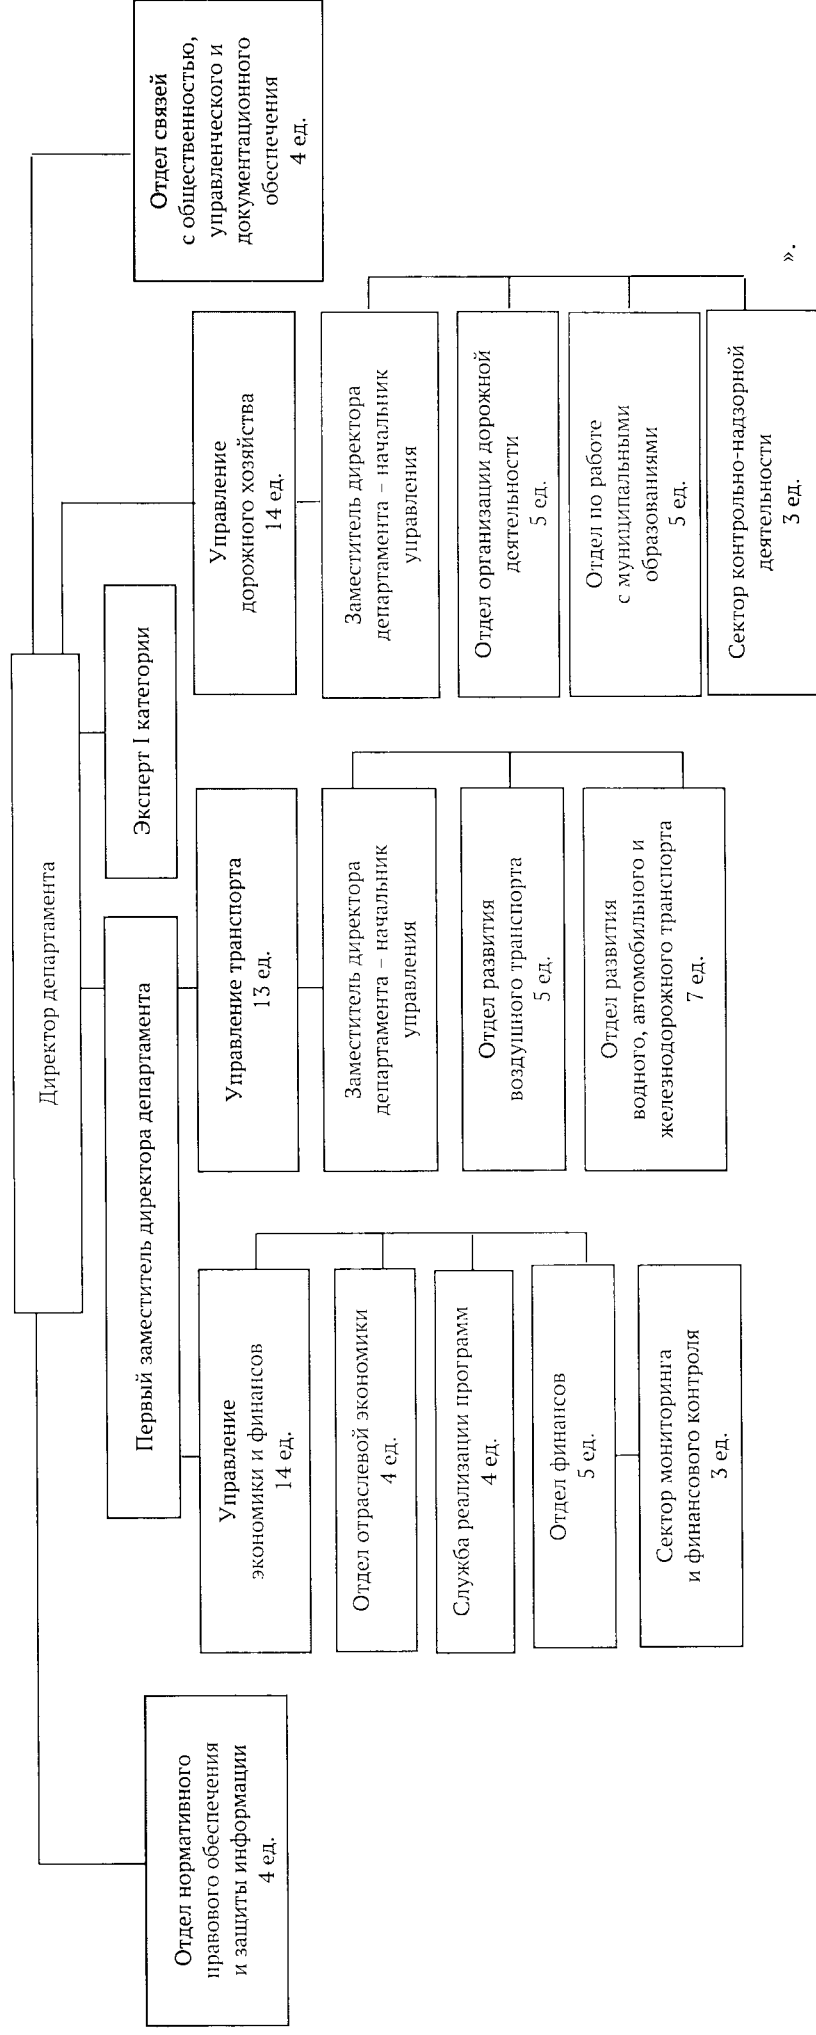 Директор департамента
Первый заместитель директора департамента
Эксперт I категории
Отдел нормативного
правового обеспечения
и защиты информации
4 ед.
Управление
экономики и финансов
14 ед.
Отдел отраслевой экономики
4 ед.
Служба реализации программ
4 ед.
Отдел финансов
5 ед.
Сектор мониторинга
и финансового контроля
3 ед.
Управление транспорта
13 ед.
Заместитель директора
департамента – начальник
управления
Отдел развития
воздушного транспорта
5 ед.
Отдел развития
водного, автомобильного и
железнодорожного транспорта
7 ед.
Управление
дорожного хозяйства
14 ед.
Заместитель директора
департамента – начальник
управления
Отдел организации дорожной
деятельности
5 ед.
Отдел по работе
с муниципальными
образованиями
5 ед.
Сектор контрольно-надзорной
деятельности
3 ед.
Отдел связей
с общественностью,
управленческого и
документационного
обеспечения
4 ед.
».